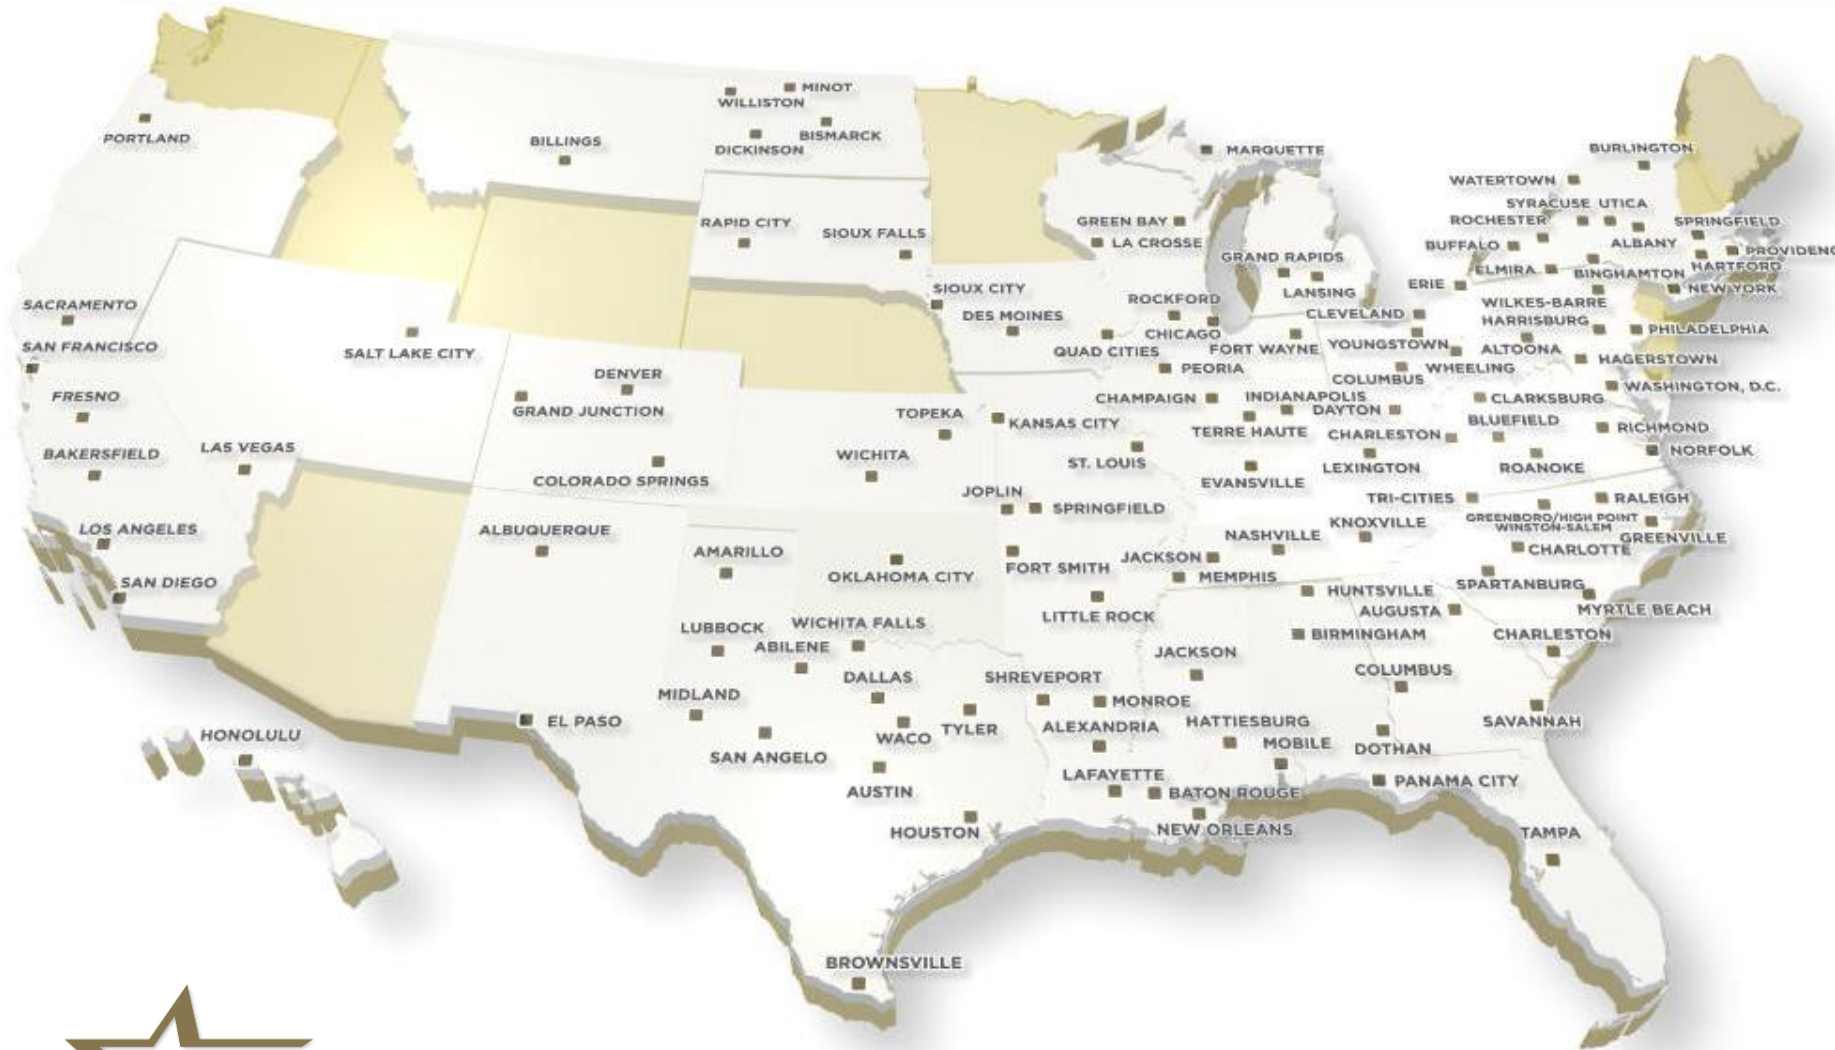 MINOT
WILLISTON
BISMARCK
DICKINSON
BILLINGS
PORTLAND
MARQUETTE
BURLINGTON
WATERTOWN
SYRACUSE
UTICA
ROCHESTER
SPRINGFIELD
GREEN BAY
RAPID CITY
SIOUX FALLS
LA CROSSE
BUFFALO
ALBANY
PROVIDENC
GRAND RAPIDS
ELMIRA
BINGHAMTON
HARTFORD
ERIE
LANSING
NEW YORK
SIOUX CITY
ROCKFORD
WILKES-BARRE
SACRAMENTO
DES MOINES
CLEVELAND
HARRISBURG
CHICAGO
PHILADELPHIA
SAN FRANCISCO
SALT LAKE CITY
QUAD CITIES
FORT WAYNE
YOUNGSTOWN
ALTOONA
HAGERSTOWN
DENVER
PEORIA
COLUMBUS
WHEELING
WASHINGTON, D.C.
FRESNO
GRAND JUNCTION
TOPEKA
KANSAS CITY
CHAMPAIGN
INDIANAPOLIS
DAYTON
CLARKSBURG
BLUEFIELD
RICHMOND
TERRE HAUTE
CHARLESTON
BAKERSFIELD
LAS VEGAS
WICHITA
ST. LOUIS
LEXINGTON
ROANOKE
NORFOLK
COLORADO SPRINGS
EVANSVILLE
JOPLIN
SPRINGFIELD
TRI-CITIES
RALEIGH
LOS ANGELES
ALBUQUERQUE
NASHVILLE
KNOXVILLE
GREENBORO/HIGH POINT
WINSTON-SALEM
GREENVILLE
AMARILLO
OKLAHOMA CITY
FORT SMITH
JACKSON
MEMPHIS
CHARLOTTE
SAN DIEGO
HUNTSVILLE
SPARTANBURG
LITTLE ROCK
AUGUSTA
MYRTLE BEACH
LUBBOCK
WICHITA FALLS
ABILENE
BIRMINGHAM
CHARLESTON
JACKSON
DALLAS
SHREVEPORT
COLUMBUS
MIDLAND
MONROE
EL PASO
TYLER
WACO
ALEXANDRIA
HATTIESBURG
SAVANNAH
HONOLULU
SAN ANGELO
MOBILE
DOTHAN
LAFAYETTE
PANAMA CITY
AUSTIN
BATON ROUGE
HOUSTON
NEW ORLEANS
TAMPA
BROWNSVILLE